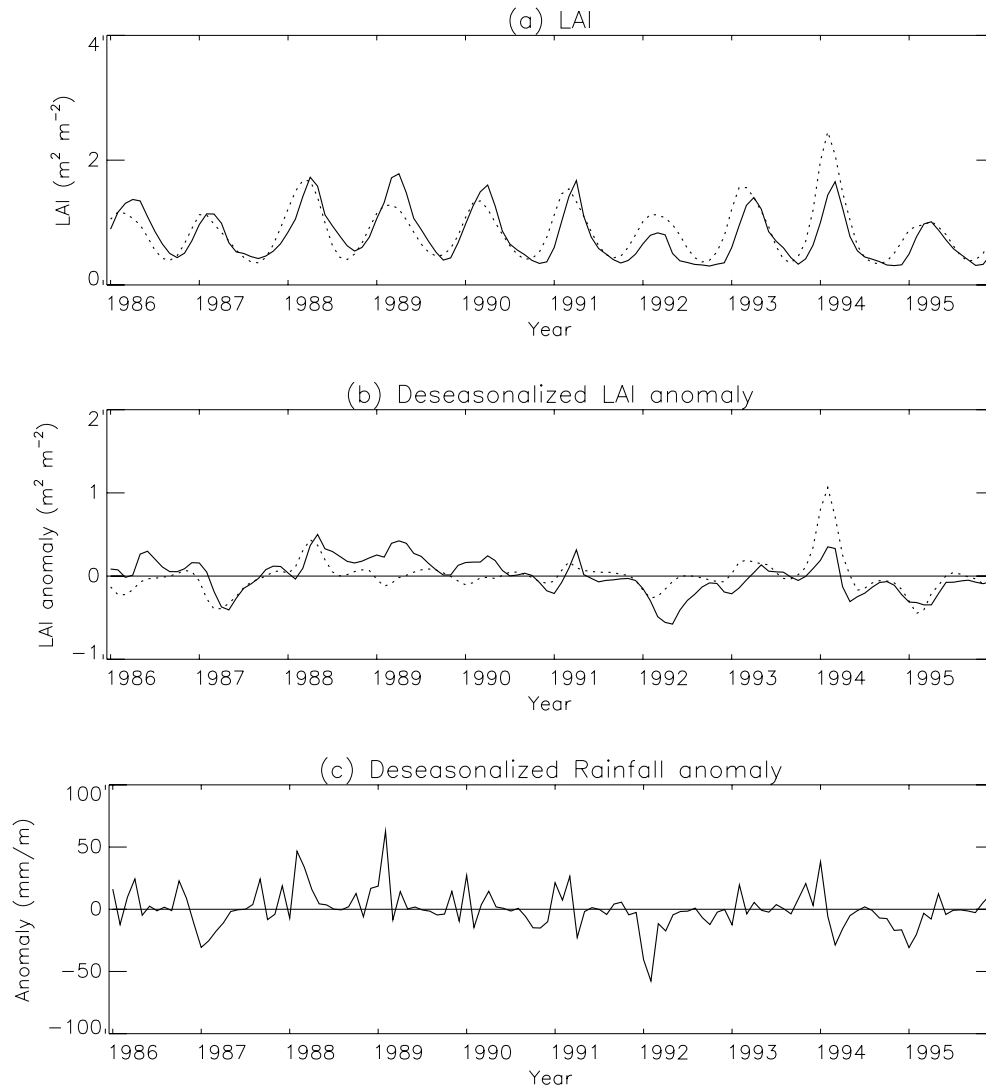 (a) LAI
4
2
0
LAI (m² m⁻²)
1986 1987 1988 1989 1990 1991 1992 1993 1994 1995
Year
(b) Deseasonalized LAI anomaly
2
1
0
−1
LAI anomaly (m² m⁻²)
1986 1987 1988 1989 1990 1991 1992 1993 1994 1995
Year
(c) Deseasonalized Rainfall anomaly
100
50
0
−50
−100
Anomaly (mm/m)
1986 1987 1988 1989 1990 1991 1992 1993 1994 1995
Year